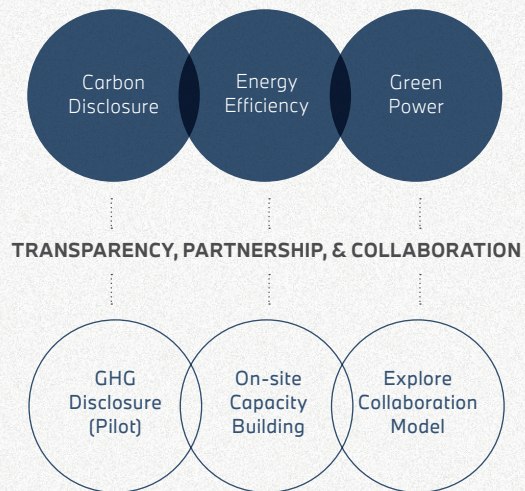 Carbon
Disclosure
Energy
Efficiency
Green
Power
TRANSPARENCY, PARTNERSHIP, & COLLABORATION
GHG
Disclosure
(Pilot)
On-site
Capacity
Building
Explore
Collaboration
Model